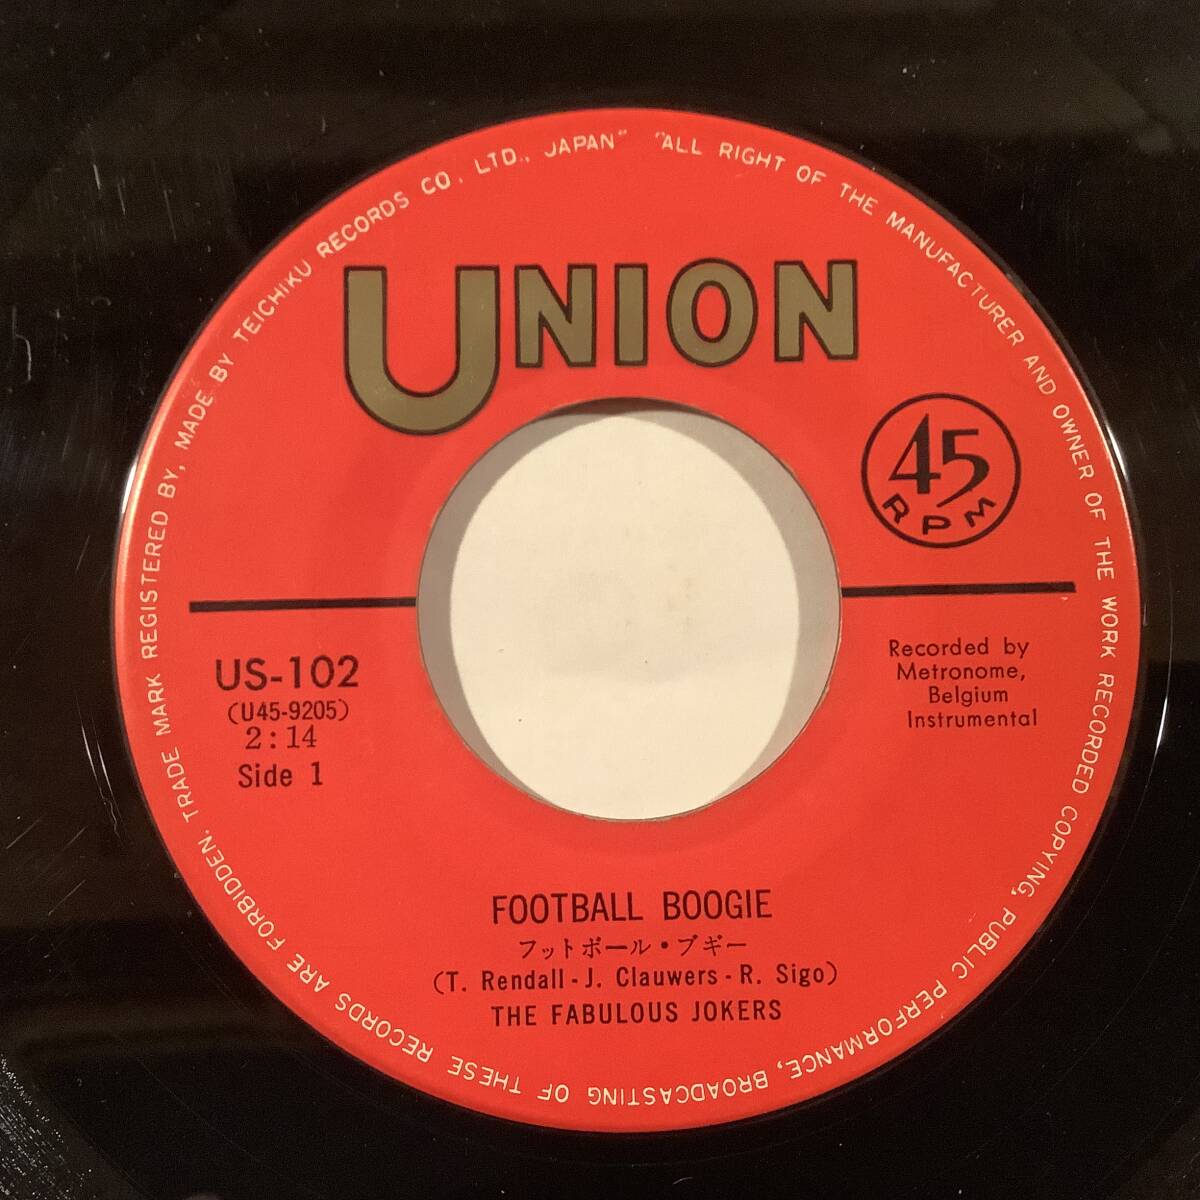 "ALL RIGHT OF THE MANUFACTURER AND OWNER OF THE WORK RECORDED COPYING, PUBLIC PERFORMANCE, BROADCASTING OF THESE RECORDS ARE FORBIDDEN, TRADE MARK REGISTERED BY, MADE BY TEICHIKU RECORDS CO. LTD., JAPAN"
UNION
45
RPM
US-102
(U45-9205)
2:14
Side 1
Recorded by
Metronome,
Belgium
Instrumental
FOOTBALL BOOGIE
フットボール・ブギー
(T. Rendall - J. Clauwers - R. Sigo)
THE FABULOUS JOKERS